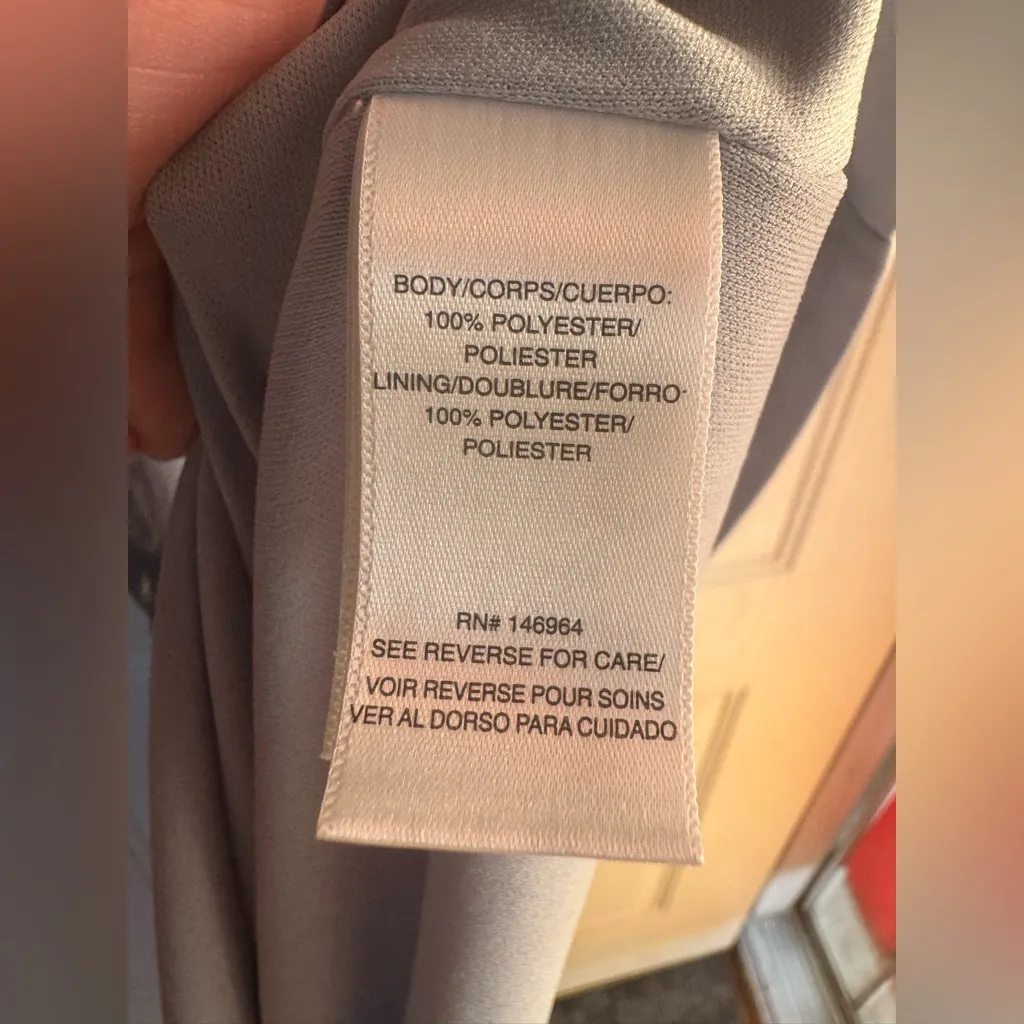 BODY/CORPS/CUERPO:
100% POLYESTER/
POLIESTER
LINING/DOUBLURE/FORRO:
100% POLYESTER/
POLIESTER
RN# 146964
SEE REVERSE FOR CARE/
VOIR REVERSE POUR SOINS
VER AL DORSO PARA CUIDADO